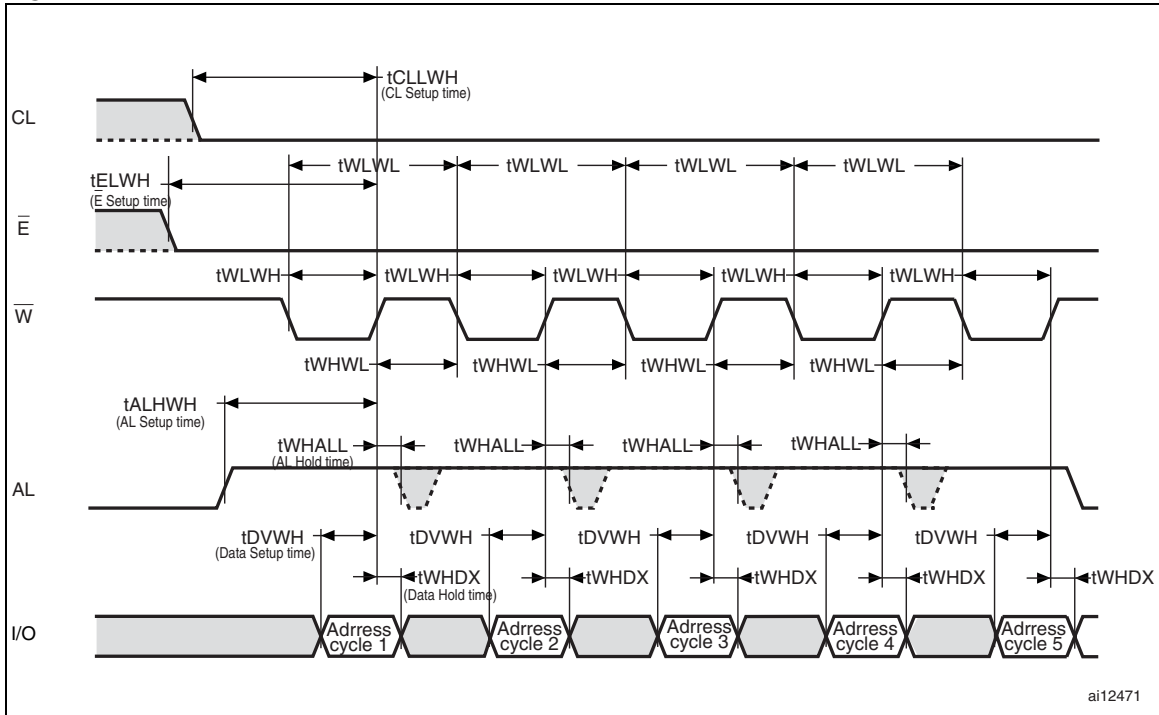 tCLLWH
(CL Setup time)
CL
tWLWL tWLWL tWLWL tWLWL
tELWH
(E Setup time)
E
tWLWH tWLWH tWLWH tWLWH tWLWH
W
tWHWL tWHWL tWHWL tWHWL
tALHWH
(AL Setup time)
tWHALL tWHALL tWHALL tWHALL
(AL Hold time)
AL
tDVWH tDVWH tDVWH tDVWH tDVWH
(Data Setup time)
tWHDX tWHDX tWHDX tWHDX tWHDX
(Data Hold time)
I/O
Adrress Adrress Adrress Adrress Adrress
cycle 1 cycle 2 cycle 3 cycle 4 cycle 5
ai12471